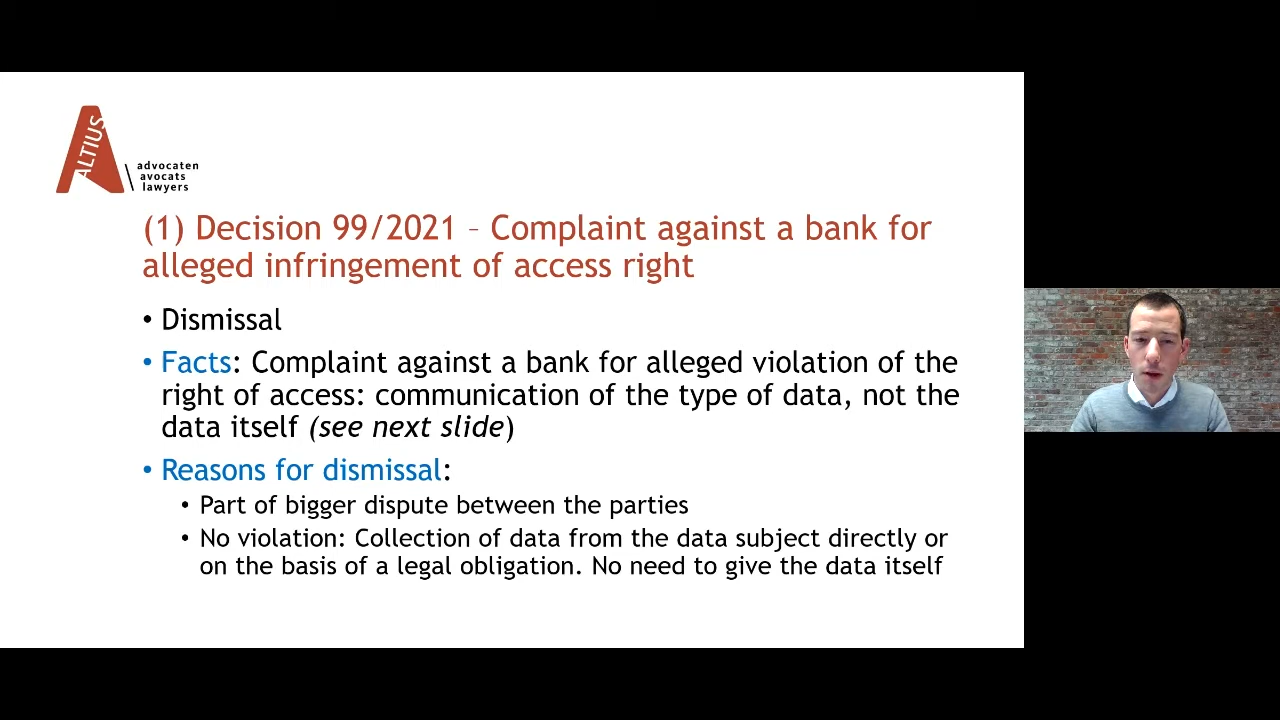 ALTIUS
advocaten
avocats
lawyers
(1) Decision 99/2021 – Complaint against a bank for
alleged infringement of access right
• Dismissal
• Facts: Complaint against a bank for alleged violation of the
right of access: communication of the type of data, not the
data itself (see next slide)
• Reasons for dismissal:
• Part of bigger dispute between the parties
• No violation: Collection of data from the data subject directly or
on the basis of a legal obligation. No need to give the data itself